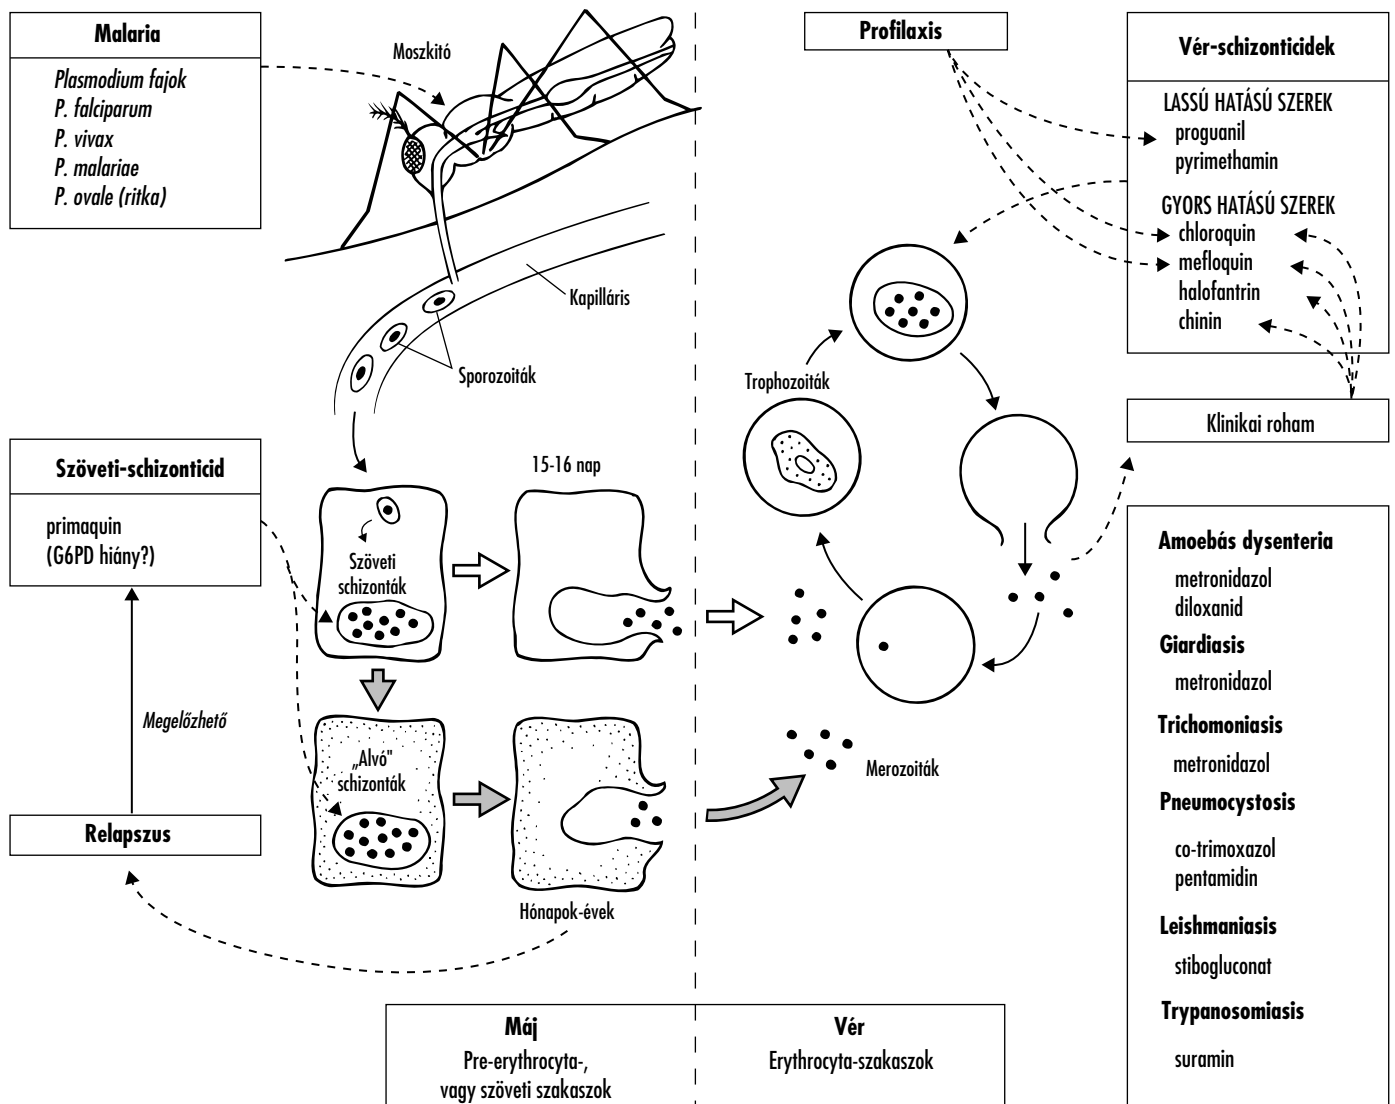 Malaria
Plasmodium fajok
P. falciparum
P. vivax
P. malariae
P. ovale (ritka)
Moszkitó
Kapilláris
Sporozoiták
Profilaxis
Vér-schizonticidek
LASSÚ HATÁSÚ SZEREK
proguanil
pyrimethamin
GYORS HATÁSÚ SZEREK
chloroquin
mefloquin
halofantrin
chinin
Klinikai roham
Trophozoiták
Szöveti-schizonticid
primaquin
(G6PD hiány?)
Megelőzhető
Relapszus
15-16 nap
Szöveti
schizonták
„Alvó"
schizonták
Hónapok-évek
Merozoiták
Amoebás dysenteria
metronidazol
diloxanid
Giardiasis
metronidazol
Trichomoniasis
metronidazol
Pneumocystosis
co-trimoxazol
pentamidin
Leishmaniasis
stibogluconat
Trypanosomiasis
suramin
Máj
Pre-erythrocyta-,
vagy szöveti szakaszok
Vér
Erythrocyta-szakaszok